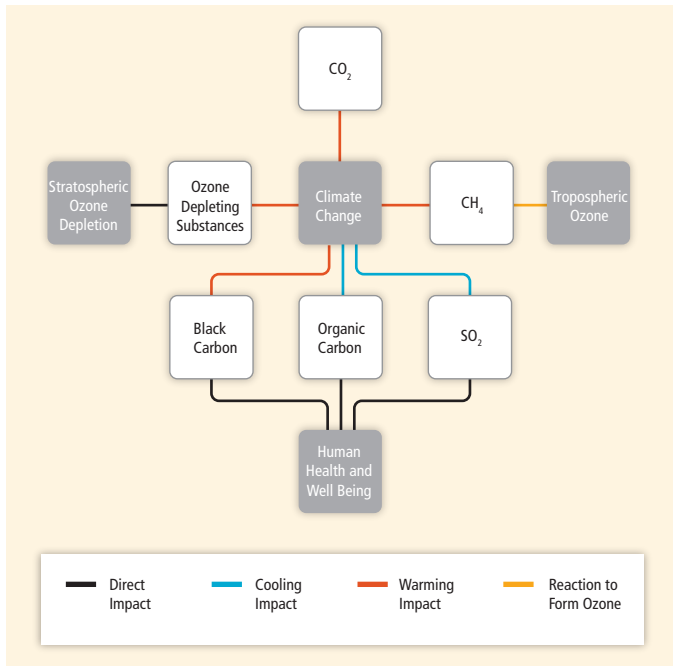 CO₂
Stratospheric
Ozone
Depletion
Ozone
Depleting
Substances
Climate
Change
CH₄
Tropospheric
Ozone
Black
Carbon
Organic
Carbon
SO₂
Human
Health and
Well Being
Direct
Impact
Cooling
Impact
Warming
Impact
Reaction to
Form Ozone